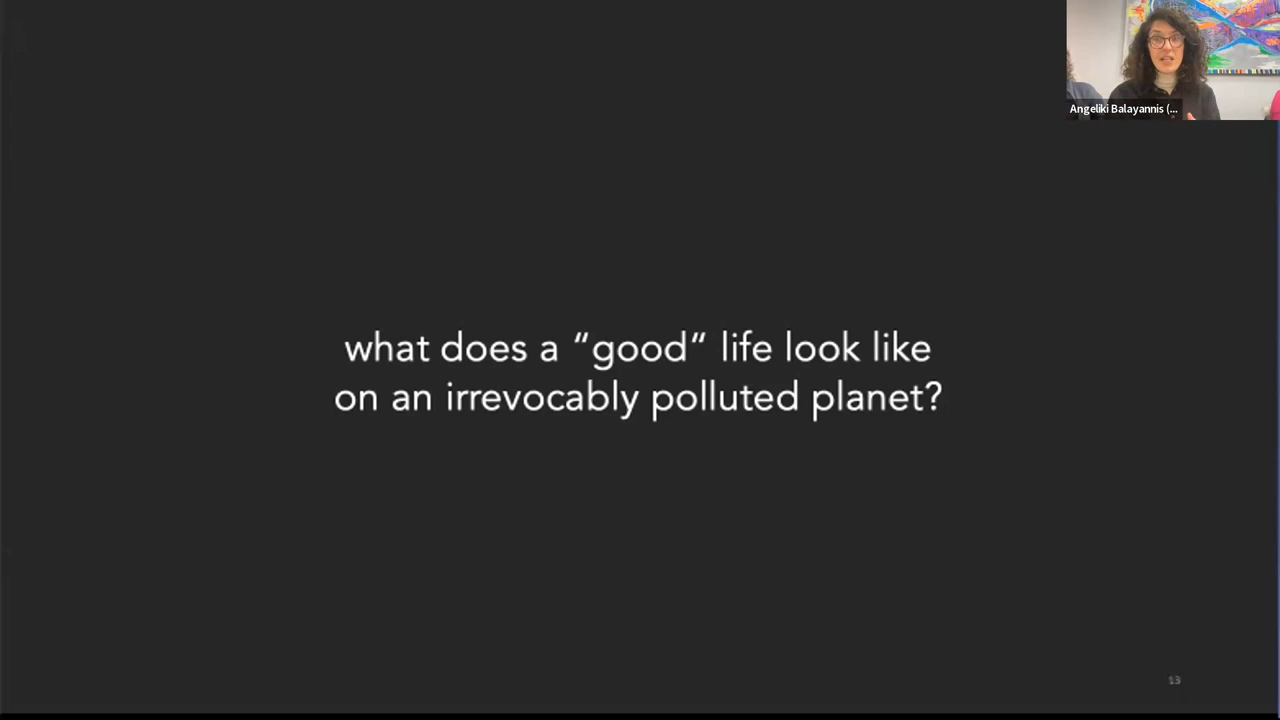 Angeliki Balayannis (...
what does a “good“ life look like
on an irrevocably polluted planet?
13